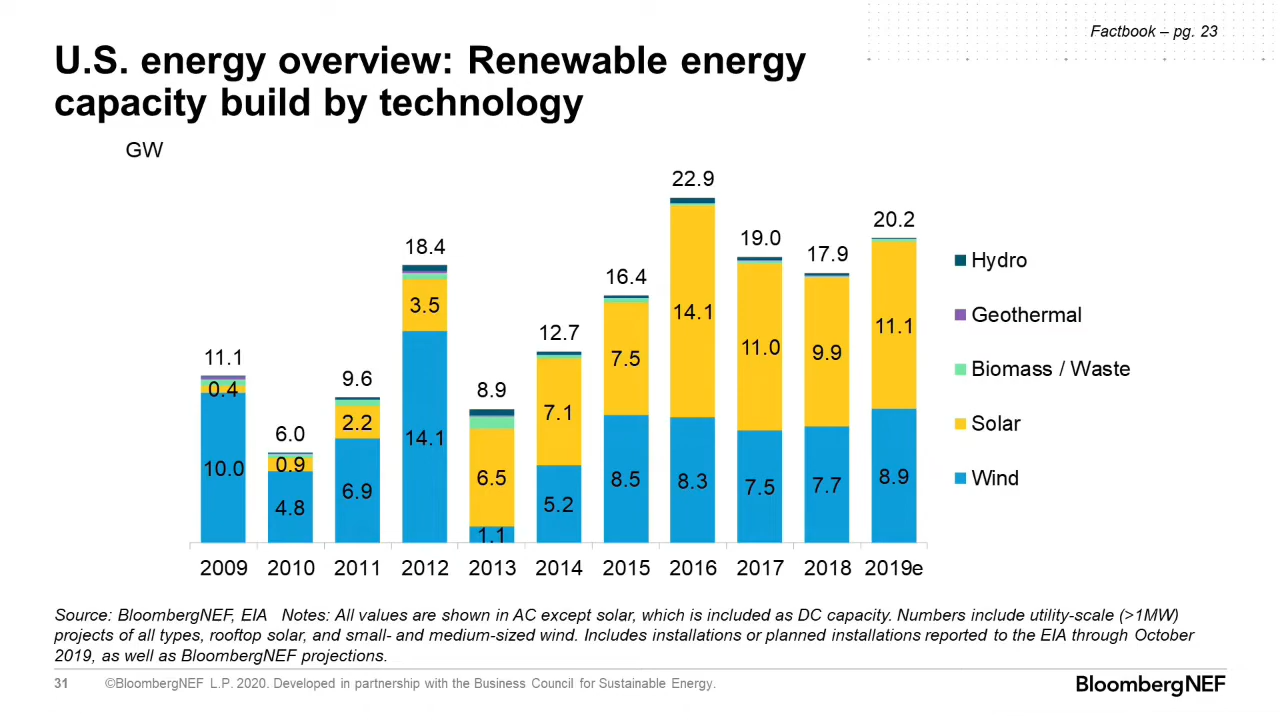 Factbook – pg. 23
U.S. energy overview: Renewable energy
capacity build by technology
GW
22.9
20.2
19.0
18.4
17.9
16.4
12.7
11.1
9.6
8.9
6.0
0.4
10.0
0.9
4.8
2.2
6.9
3.5
14.1
6.5
1.1
7.1
5.2
7.5
8.5
14.1
8.3
11.0
7.5
9.9
7.7
11.1
8.9
Hydro
Geothermal
Biomass / Waste
Solar
Wind
2009 2010 2011 2012 2013 2014 2015 2016 2017 2018 2019e
Source: BloombergNEF, EIA Notes: All values are shown in AC except solar, which is included as DC capacity. Numbers include utility-scale (>1MW)
projects of all types, rooftop solar, and small- and medium-sized wind. Includes installations or planned installations reported to the EIA through October
2019, as well as BloombergNEF projections.
31 ©BloombergNEF L.P. 2020. Developed in partnership with the Business Council for Sustainable Energy.
BloombergNEF